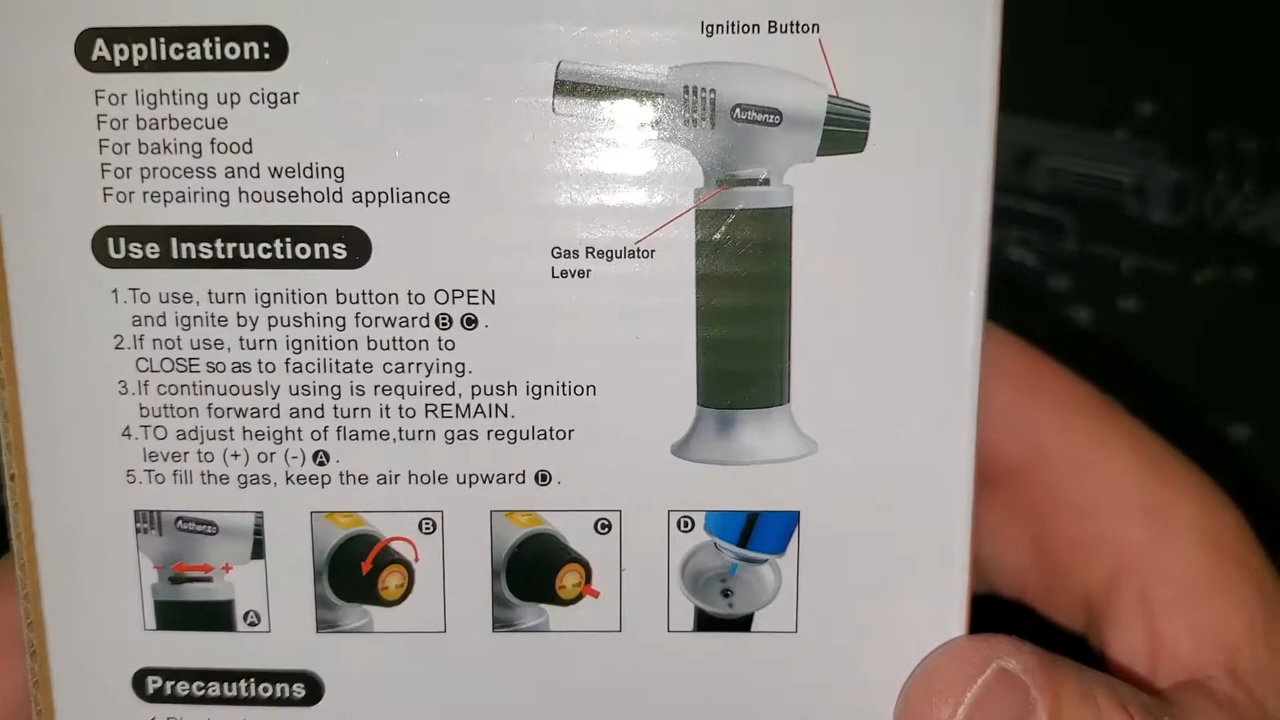 Application:
For lighting up cigar
For barbecue
For baking food
For process and welding
For repairing household appliance
Ignition Button
Authenzo
Gas Regulator
Lever
Use Instructions
1.To use, turn ignition button to OPEN
and ignite by pushing forward B C .
2.If not use, turn ignition button to
CLOSE so as to facilitate carrying.
3.If continuously using is required, push ignition
button forward and turn it to REMAIN.
4.TO adjust height of flame,turn gas regulator
lever to (+) or (-) A .
5.To fill the gas, keep the air hole upward D .
Authenzo
- +
A
B
C
D
Precautions